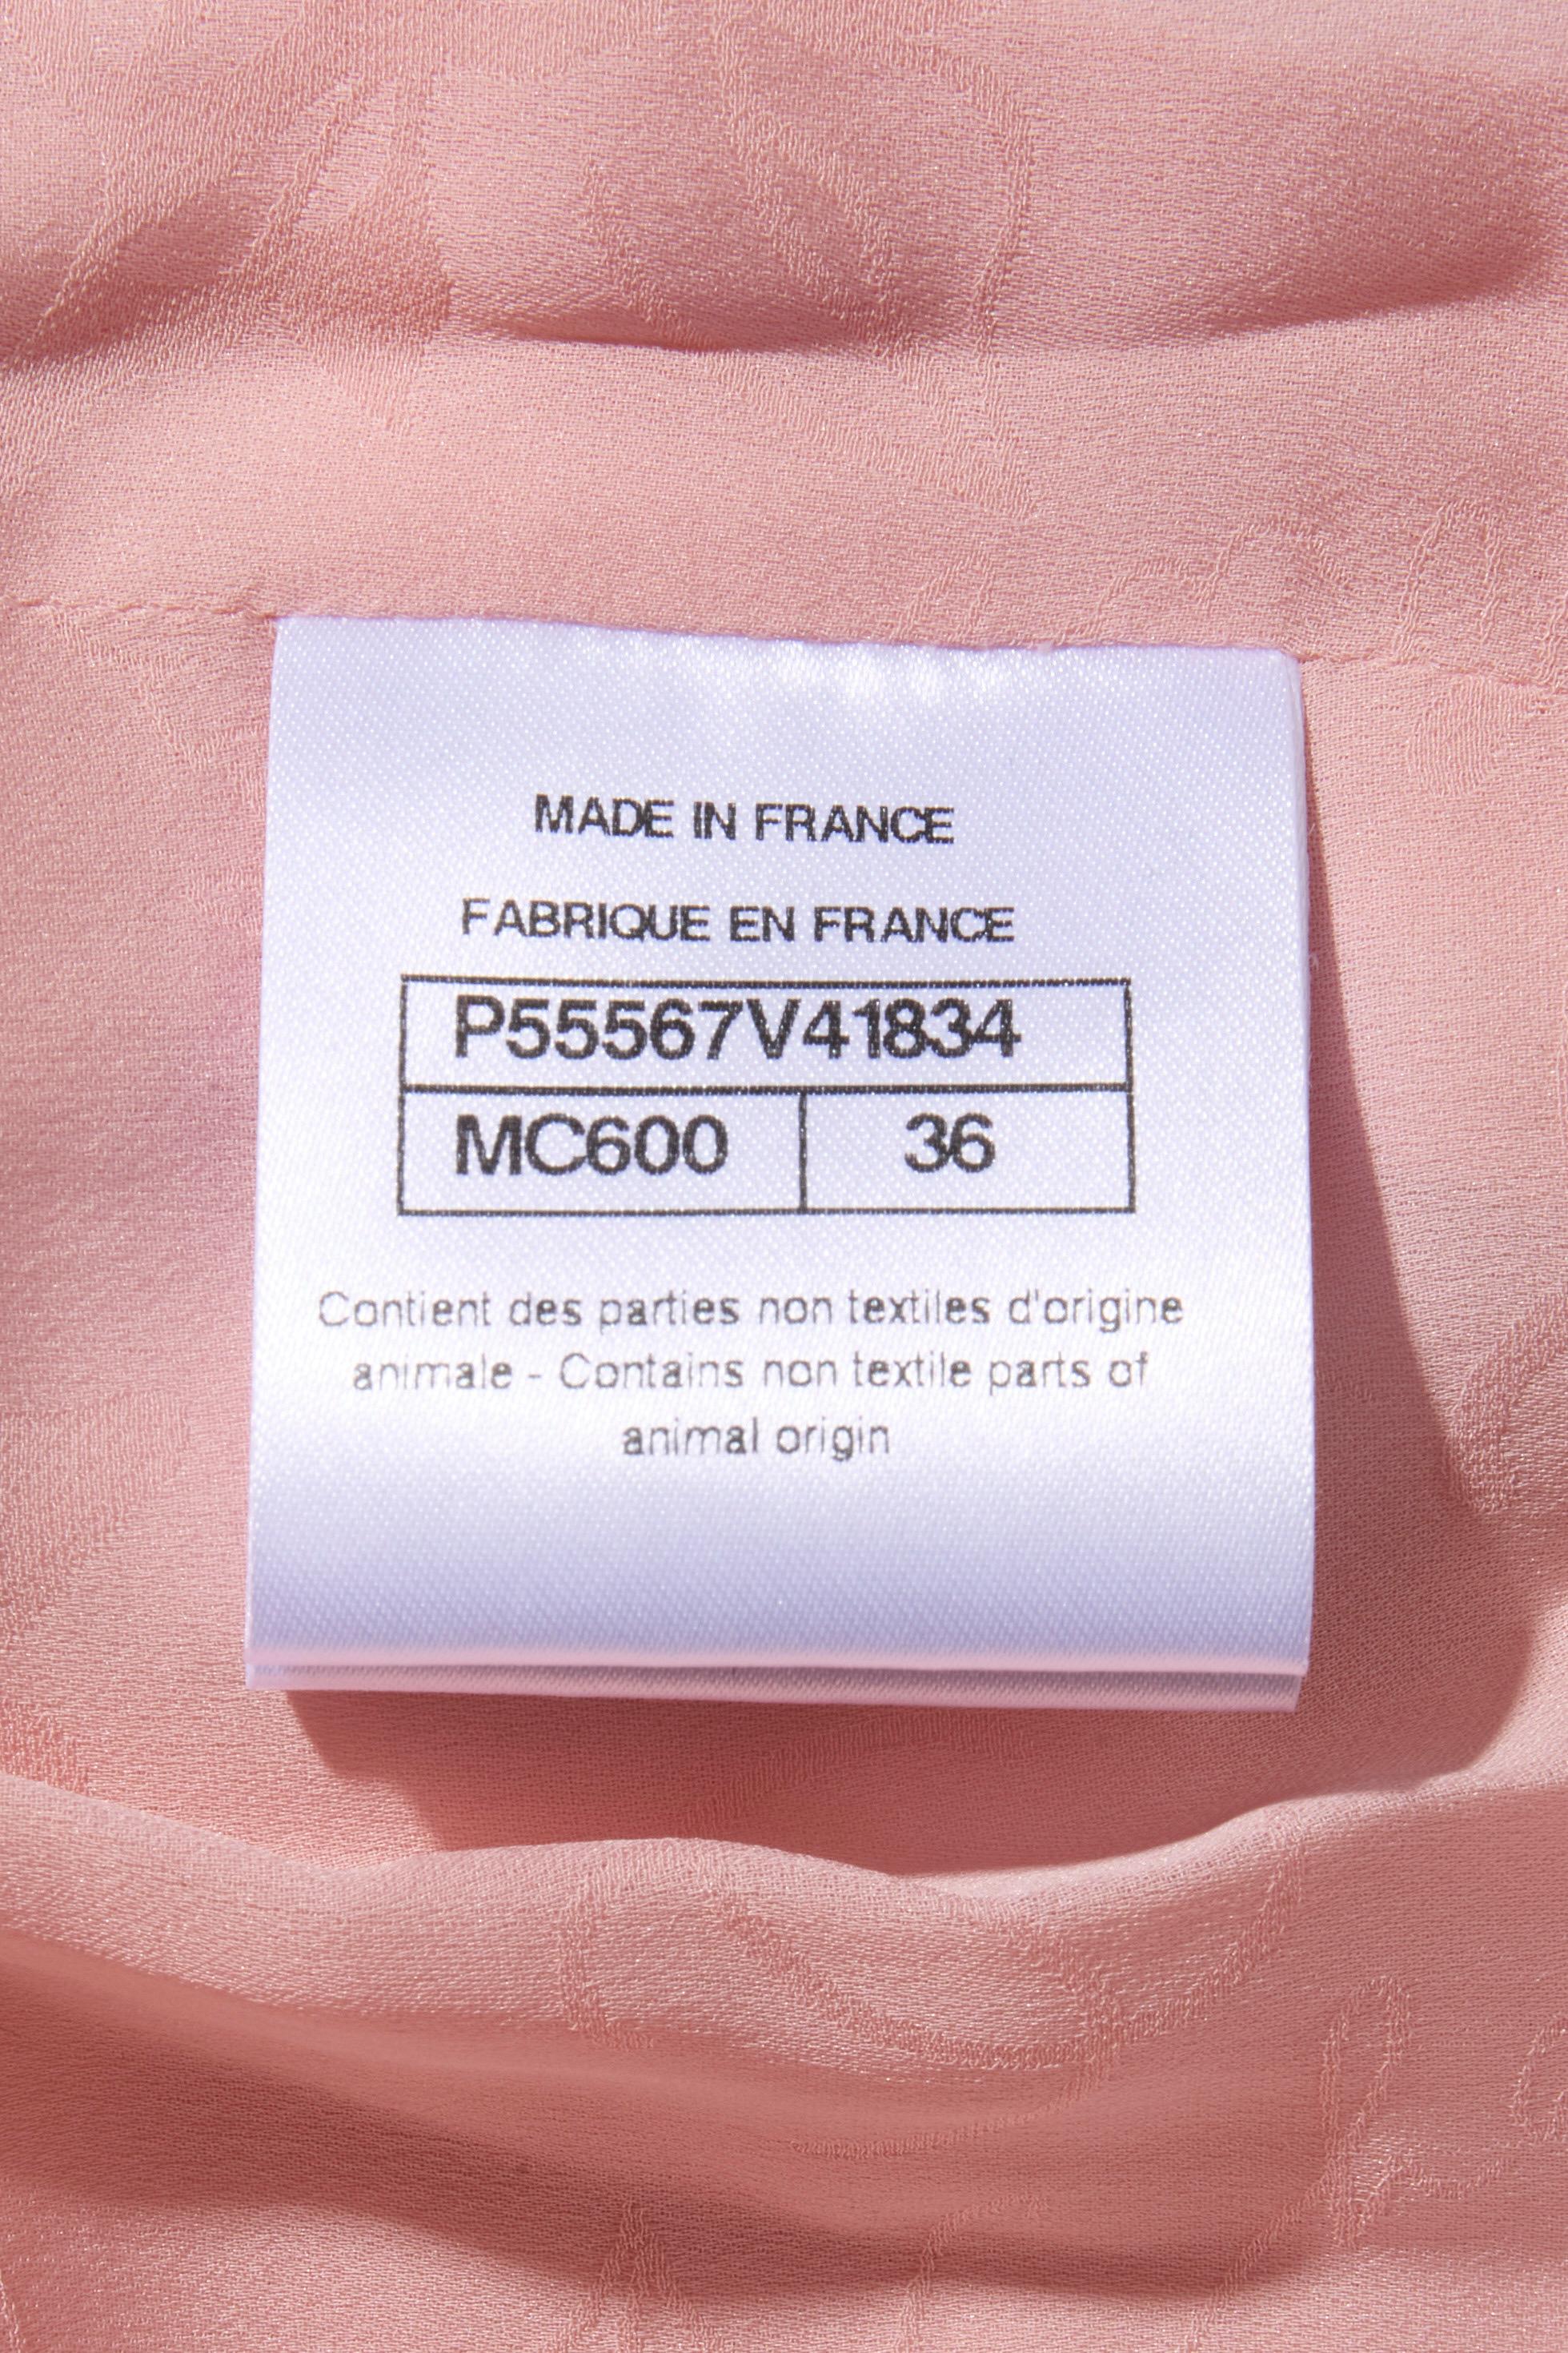 MADE IN FRANCE
FABRIQUE EN FRANCE
P55567V41834
MC600 36
Contient des parties non textiles d'origine
animale - Contains non textile parts of
animal origin